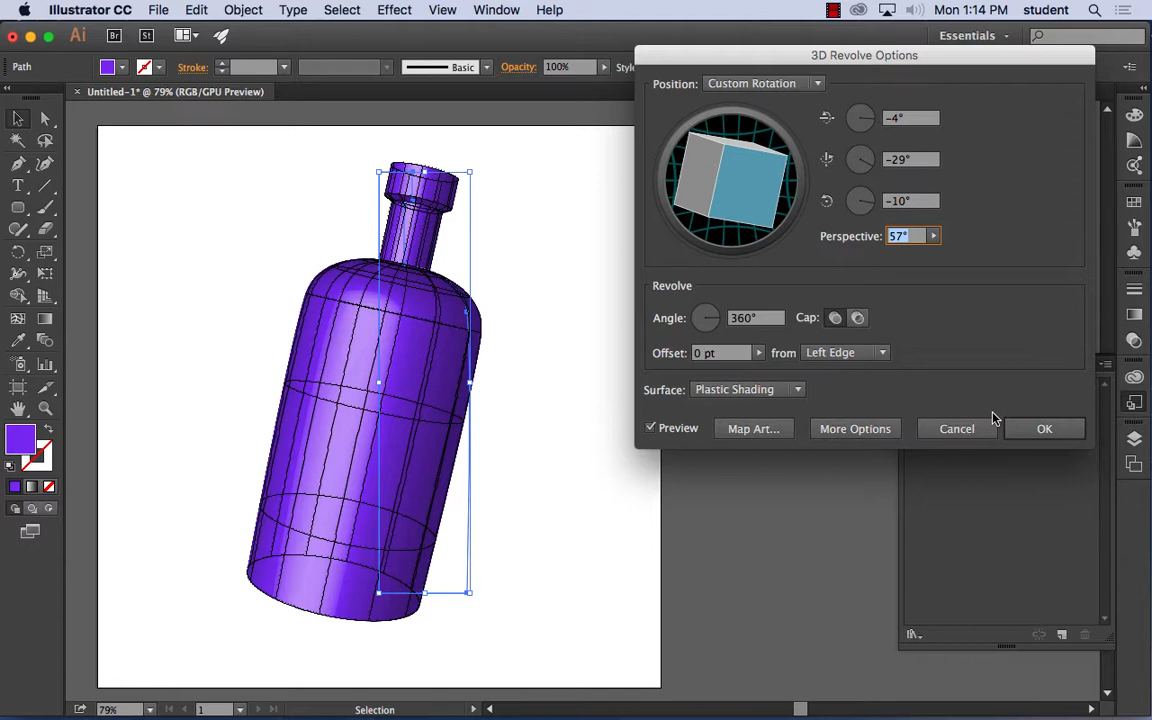 Illustrator CC File Edit Object Type Select Effect View Window Help Mon 1:14 PM student
Ai Br St Essentials
Path Stroke: Basic Opacity: 100%
× Untitled-1* @ 79% (RGB/GPU Preview)
3D Revolve Options
Position: Custom Rotation
-4°
-29°
-10°
Perspective: 57°
Revolve
Angle: 360° Cap:
Offset: 0 pt from Left Edge
Surface: Plastic Shading
Preview Map Art... More Options Cancel OK
79% 1 Selection